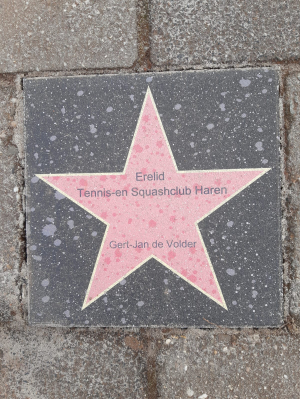 Erelid
Tennis-en Squashclub Haren
Gert-Jan de Volder